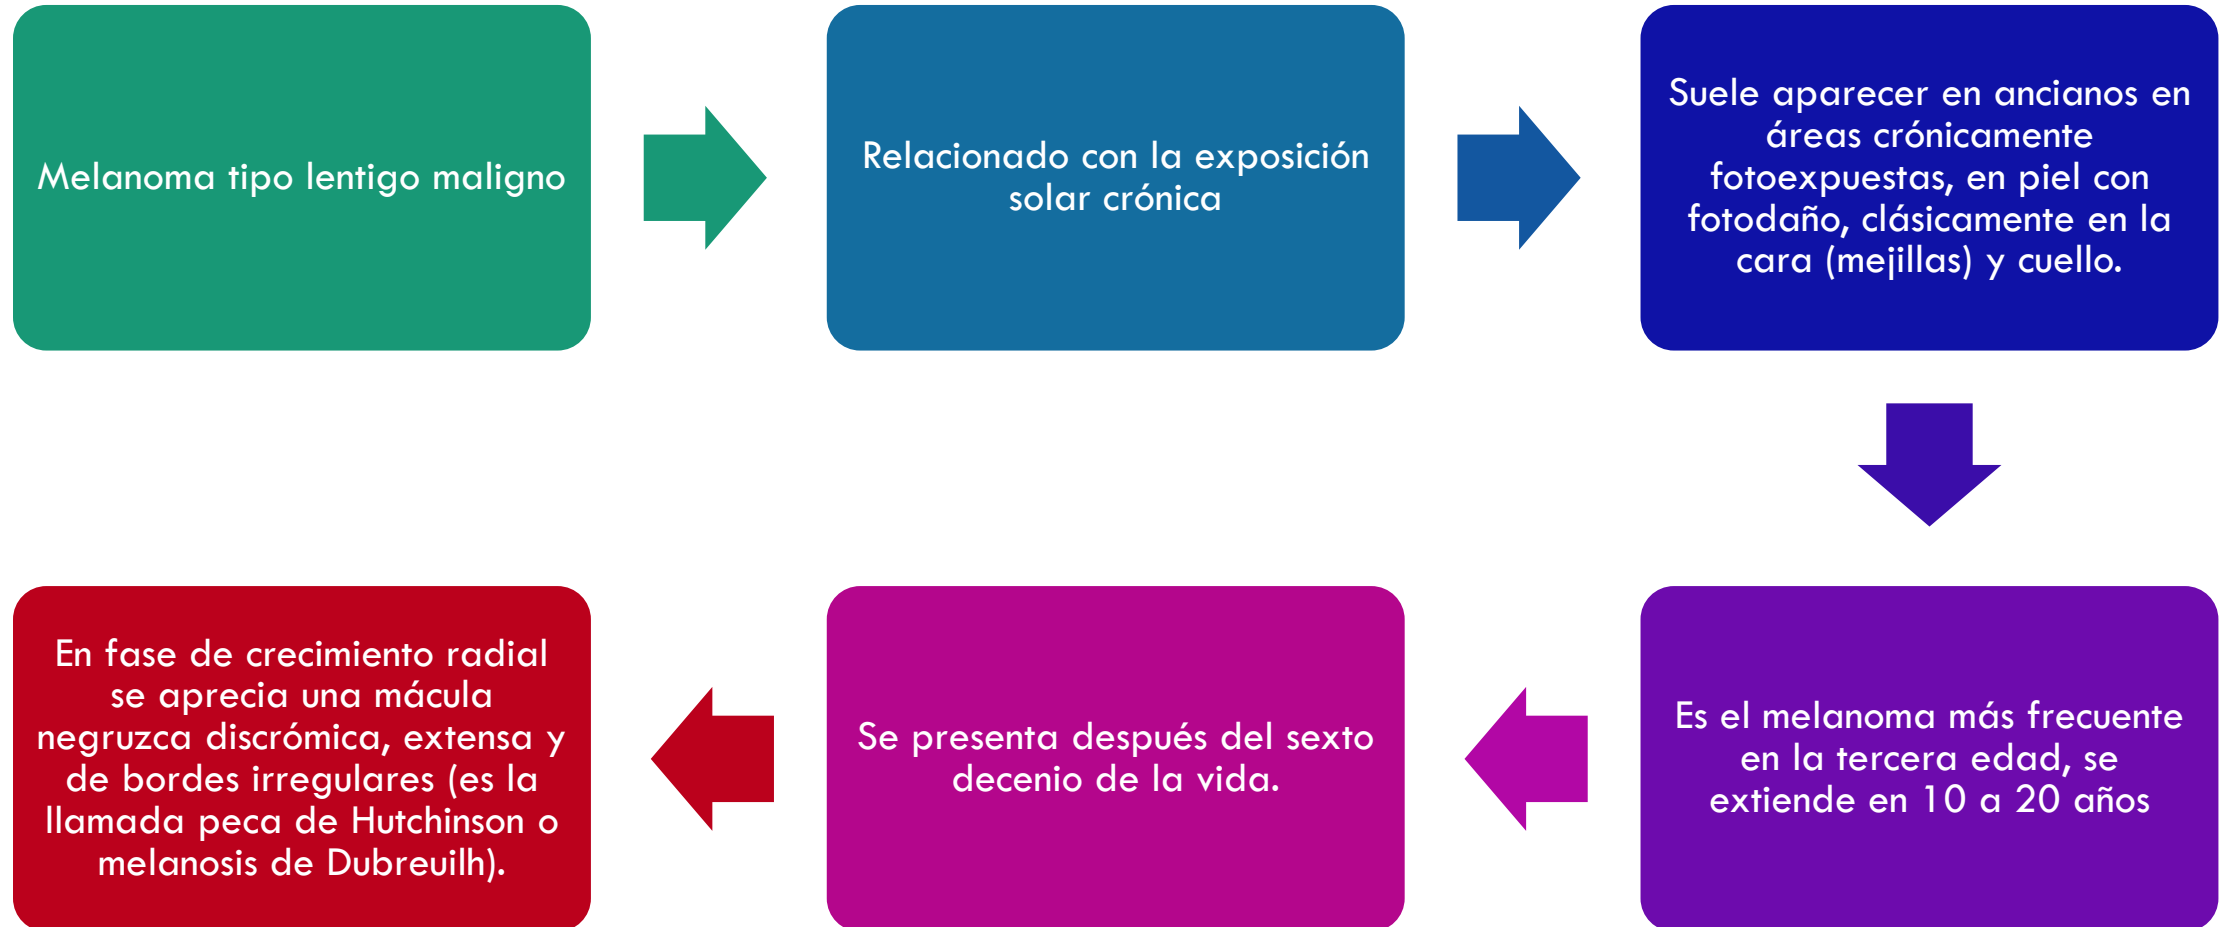 Melanoma tipo lentigo maligno
Relacionado con la exposición
solar crónica
Suele aparecer en ancianos en
áreas crónicamente
fotoexpuestas, en piel con
fotodaño, clásicamente en la
cara (mejillas) y cuello.
Es el melanoma más frecuente
en la tercera edad, se
extiende en 10 a 20 años
Se presenta después del sexto
decenio de la vida.
En fase de crecimiento radial
se aprecia una mácula
negruzca discrómica, extensa y
de bordes irregulares (es la
llamada peca de Hutchinson o
melanosis de Dubreuilh).